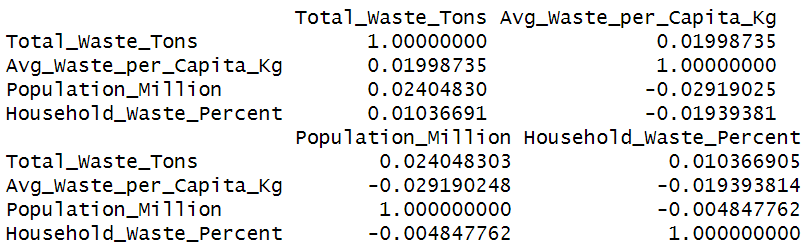 Total_Waste_Tons Avg_Waste_per_Capita_Kg
Total_Waste_Tons 1.00000000 0.01998735
Avg_Waste_per_Capita_Kg 0.01998735 1.00000000
Population_Million 0.02404830 -0.02919025
Household_Waste_Percent 0.01036691 -0.01939381
Population_Million Household_Waste_Percent
Total_Waste_Tons 0.024048303 0.010366905
Avg_Waste_per_Capita_Kg -0.029190248 -0.019393814
Population_Million 1.000000000 -0.004847762
Household_Waste_Percent -0.004847762 1.000000000